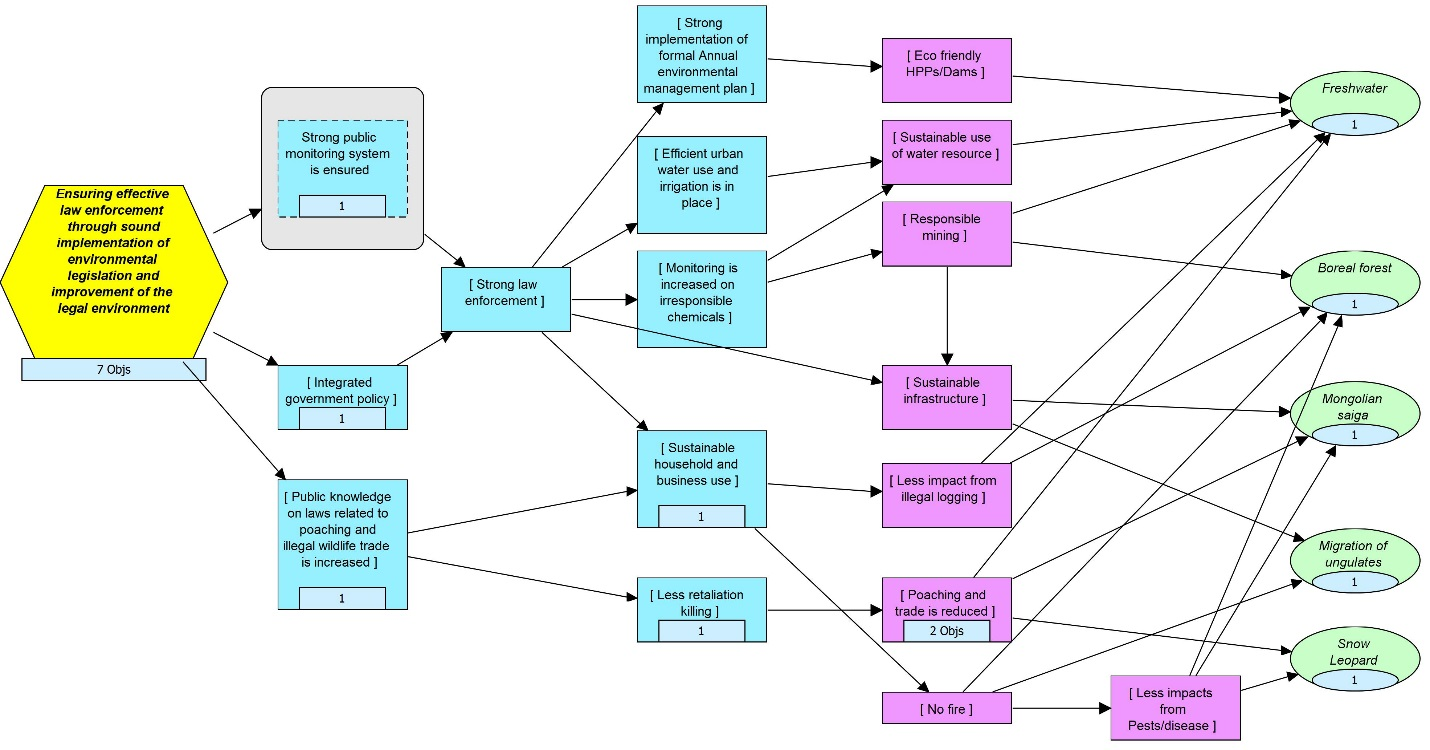 Ensuring effective
law enforcement
through sound
implementation of
environmental
legislation and
improvement of the
legal environment
7 Objs
Strong public
monitoring system
is ensured
1
[ Integrated
government policy ]
1
[ Public knowledge
on laws related to
poaching and
illegal wildlife trade
is increased ]
1
[ Strong law
enforcement ]
[ Strong
implementation of
formal Annual
environmental
management plan ]
[ Efficient urban
water use and
irrigation is in
place ]
[ Monitoring is
increased on
irresponsible
chemicals ]
[ Sustainable
household and
business use ]
1
[ Less retaliation
killing ]
1
[ Eco friendly
HPPs/Dams ]
[ Sustainable use
of water resource ]
[ Responsible
mining ]
[ Sustainable
infrastructure ]
[ Less impact from
illegal logging ]
[ Poaching and
trade is reduced ]
2 Objs
[ No fire ]
[ Less impacts
from
Pests/disease ]
Freshwater
1
Boreal forest
1
Mongolian
saiga
1
Migration of
ungulates
1
Snow
Leopard
1